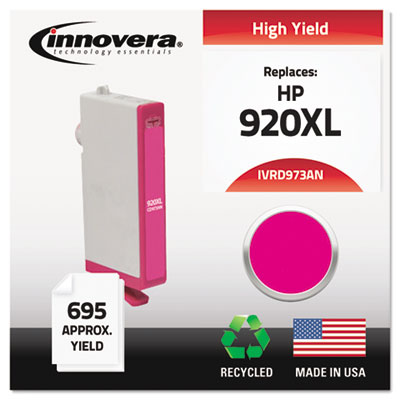 innovera
technology essentials
High Yield
Replaces:
HP
920XL
IVRD973AN
920XL
695
APPROX.
YIELD
RECYCLED
MADE IN USA